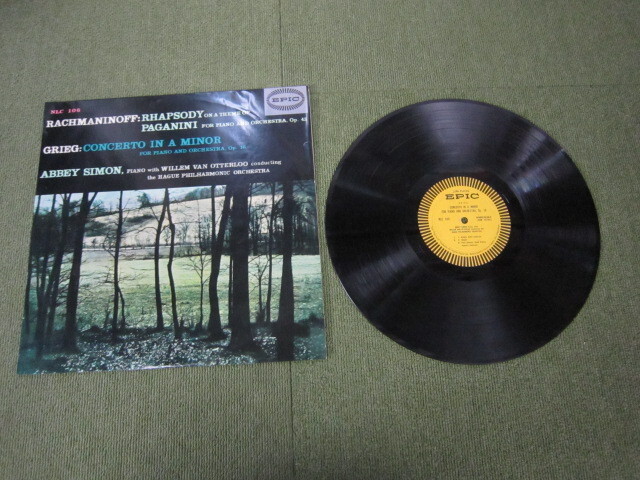 NLC 106
EPIC
RACHMANINOFF: RHAPSODY ON A THEME OF
PAGANINI FOR PIANO AND ORCHESTRA, Op. 43
GRIEG: CONCERTO IN A MINOR
FOR PIANO AND ORCHESTRA, Op. 16
ABBEY SIMON, PIANO with WILLEM VAN OTTERLOO conducting
the HAGUE PHILHARMONIC ORCHESTRA
EPIC